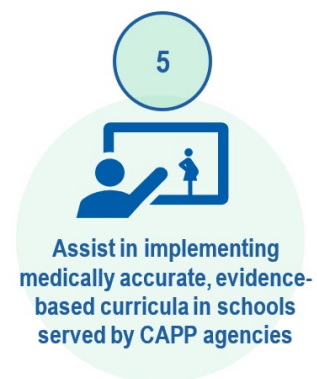 5
Assist in implementing
medically accurate, evidence-
based curricula in schools
served by CAPP agencies